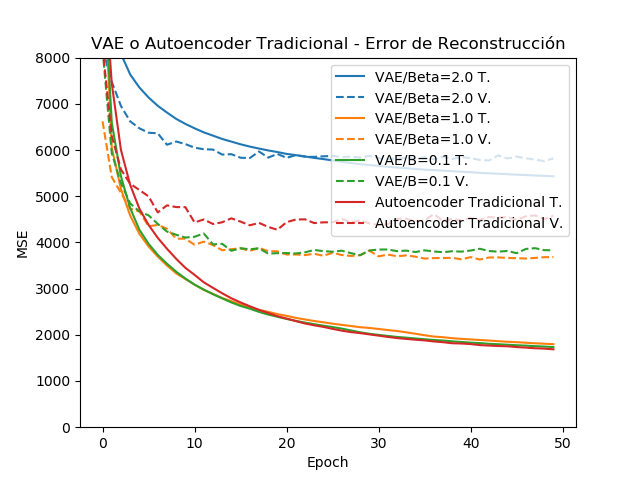 VAE o Autoencoder Tradicional - Error de Reconstrucción
8000
7000
6000
5000
4000
3000
2000
1000
0
MSE
VAE/Beta=2.0 T.
VAE/Beta=2.0 V.
VAE/Beta=1.0 T.
VAE/Beta=1.0 V.
VAE/B=0.1 T.
VAE/B=0.1 V.
Autoencoder Tradicional T.
Autoencoder Tradicional V.
0 10 20 30 40 50
Epoch